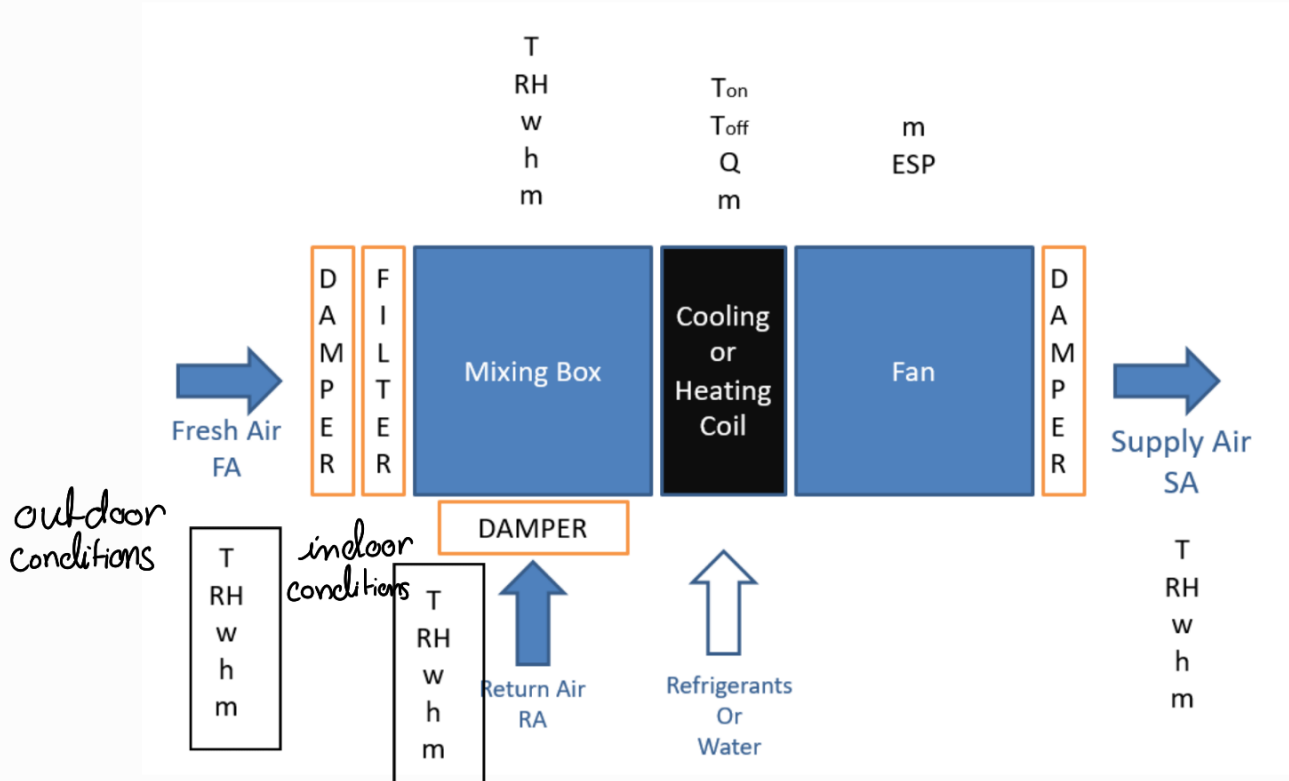 T
RH
w
h
m
Ton
Toff
Q
m
m
ESP
D
A
M
P
E
R
F
I
L
T
E
R
Mixing Box
Cooling
or
Heating
Coil
Fan
D
A
M
P
E
R
Fresh Air
FA
Supply Air
SA
DAMPER
outdoor
conditions
T
RH
w
h
m
indoor
conditions
T
RH
w
h
m
Return Air
RA
Refrigerants
Or
Water
T
RH
w
h
m